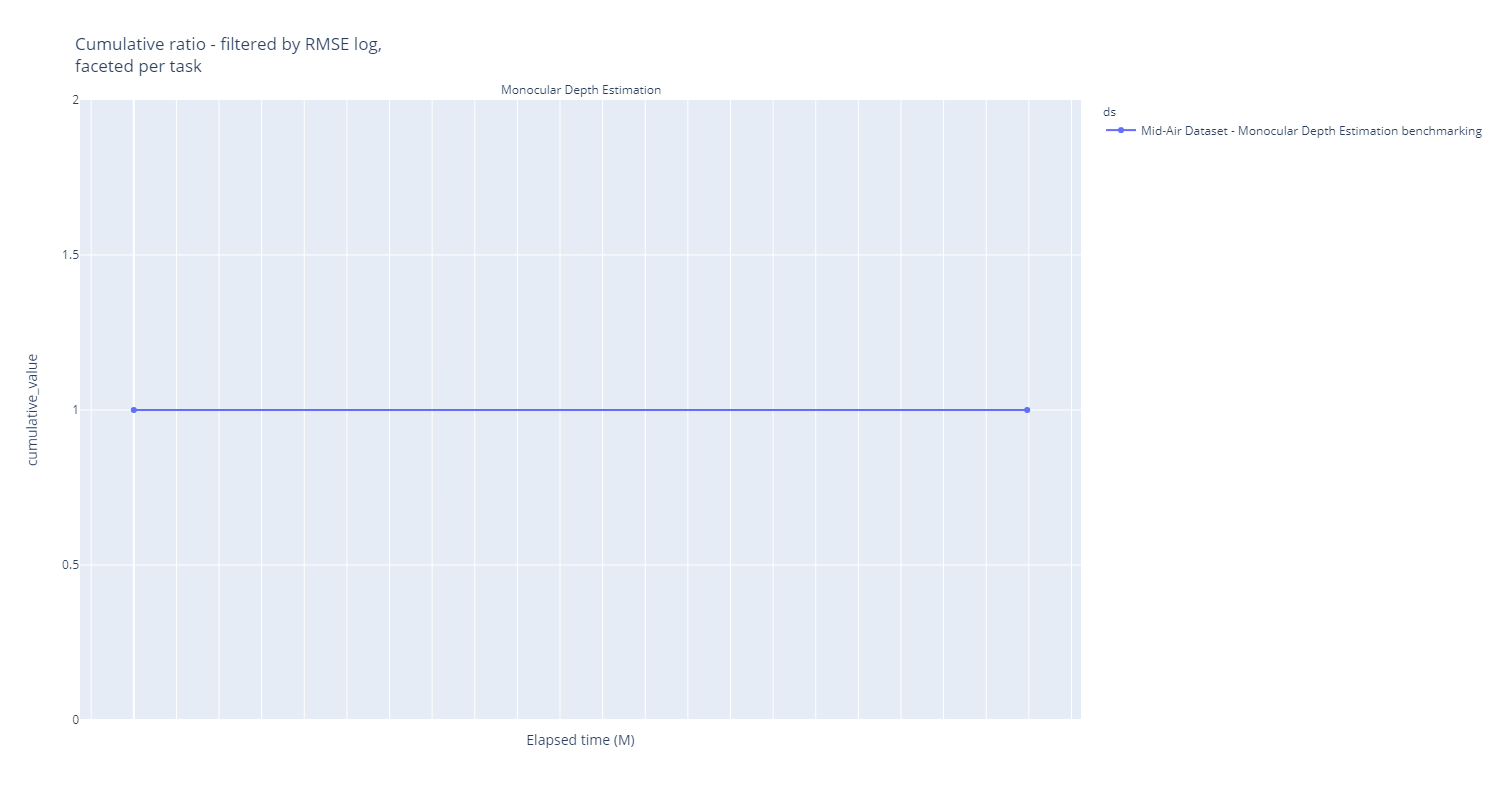 Cumulative ratio - filtered by RMSE log,
faceted per task
Monocular Depth Estimation
2
1.5
1
0.5
0
cumulative_value
Elapsed time (M)
ds
Mid-Air Dataset - Monocular Depth Estimation benchmarking